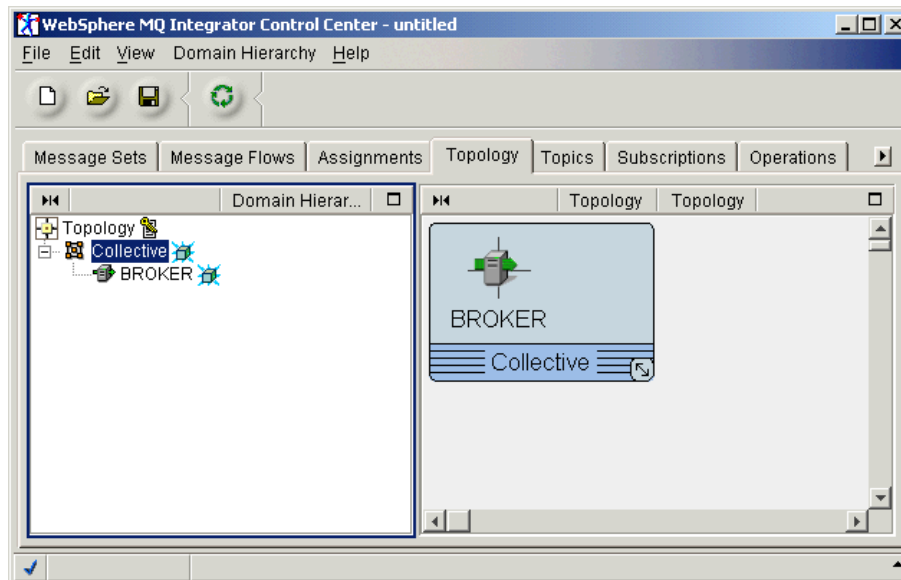 WebSphere MQ Integrator Control Center - untitled
File Edit View Domain Hierarchy Help
Message Sets Message Flows Assignments Topology Topics Subscriptions Operations
Domain Hierar... Topology Topology
Topology
Collective
BROKER
BROKER
Collective